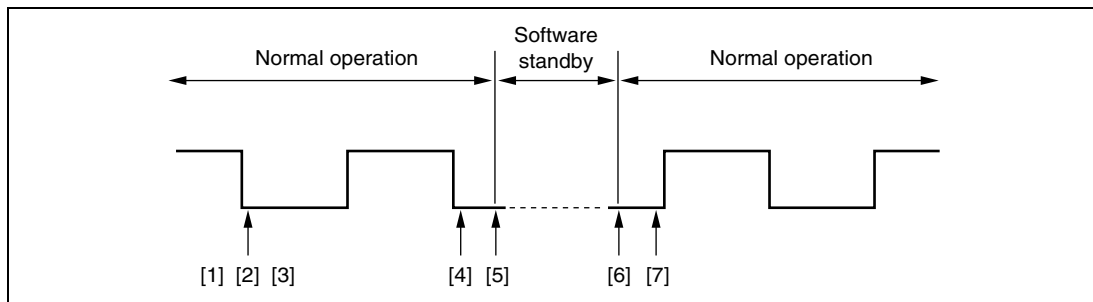 Software
standby
Normal operation
Normal operation
[1] [2] [3] [4] [5] [6] [7]